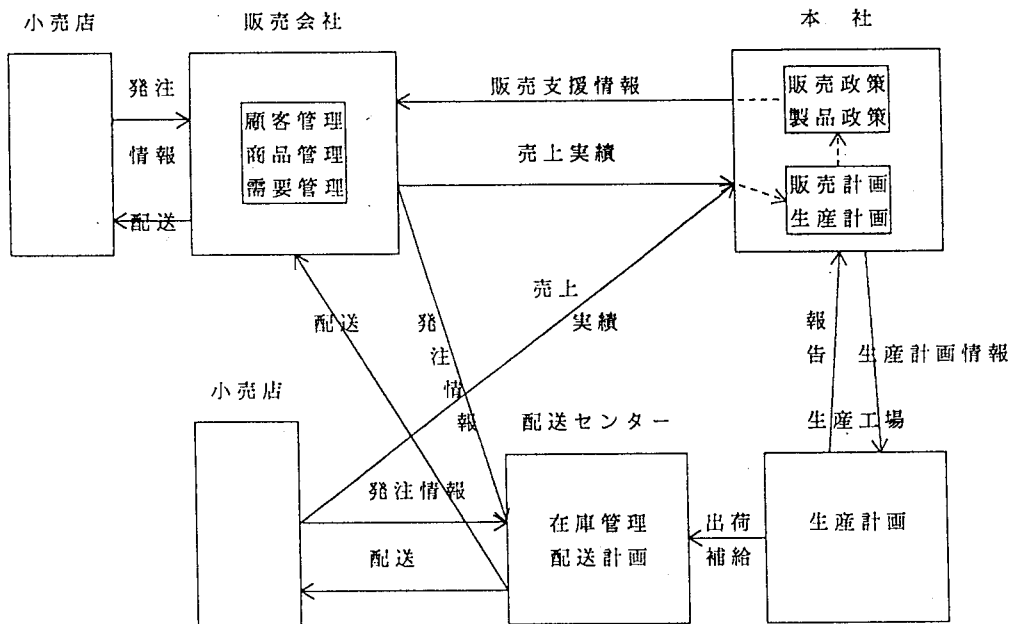 小売店
販売会社
本社
発注
情報
配送
顧客管理
商品管理
需要管理
販売支援情報
売上実績
販売政策
製品政策
販売計画
生産計画
売上
実績
配送
発
注
情
報
報
告
生産計画情報
小売店
配送センター
生産工場
発注情報
配送
在庫管理
配送計画
出荷
補給
生産計画